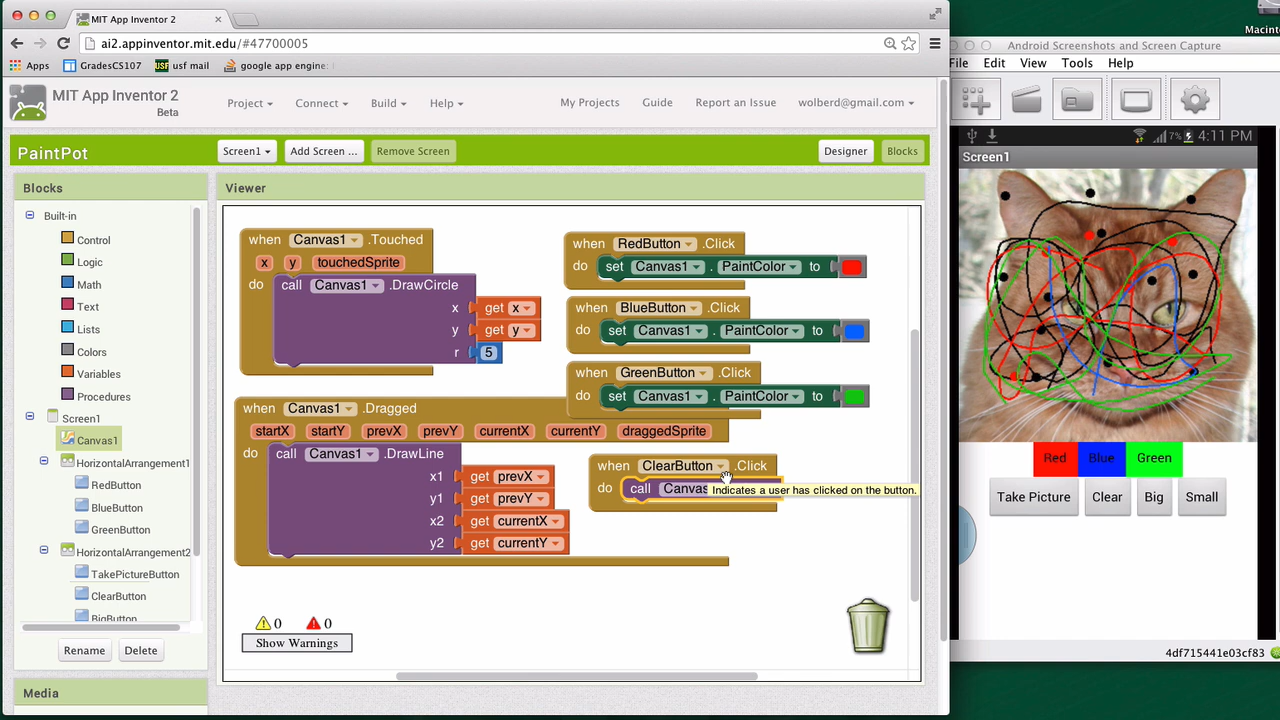 MIT App Inventor 2
ai2.appinventor.mit.edu/#47700005
Apps GradesCS107 USF usf mail google app engine:
MIT App Inventor 2
Beta
Project Connect Build Help My Projects Guide Report an Issue wolberd@gmail.com
PaintPot Screen1 Add Screen ... Remove Screen Designer Blocks
Blocks
Built-in
Control
Logic
Math
Text
Lists
Colors
Variables
Procedures
Screen1
Canvas1
HorizontalArrangement1
RedButton
BlueButton
GreenButton
HorizontalArrangement2
TakePictureButton
ClearButton
BigButton
Rename Delete
Media
Viewer
when Canvas1 .Touched
x y touchedSprite
do call Canvas1 .DrawCircle
x get x
y get y
r 5
when Canvas1 .Dragged
startX startY prevX prevY currentX currentY draggedSprite
do call Canvas1 .DrawLine
x1 get prevX
y1 get prevY
x2 get currentX
y2 get currentY
when RedButton .Click
do set Canvas1 . PaintColor to
when BlueButton .Click
do set Canvas1 . PaintColor to
when GreenButton .Click
do set Canvas1 . PaintColor to
when ClearButton .Click
do call Canvas
Indicates a user has clicked on the button.
0 0
Show Warnings
Macint
Android Screenshots and Screen Capture
File Edit View Tools Help
7% 4:11 PM
Screen1
Red Blue Green
Take Picture Clear Big Small
4df715441e03cf83